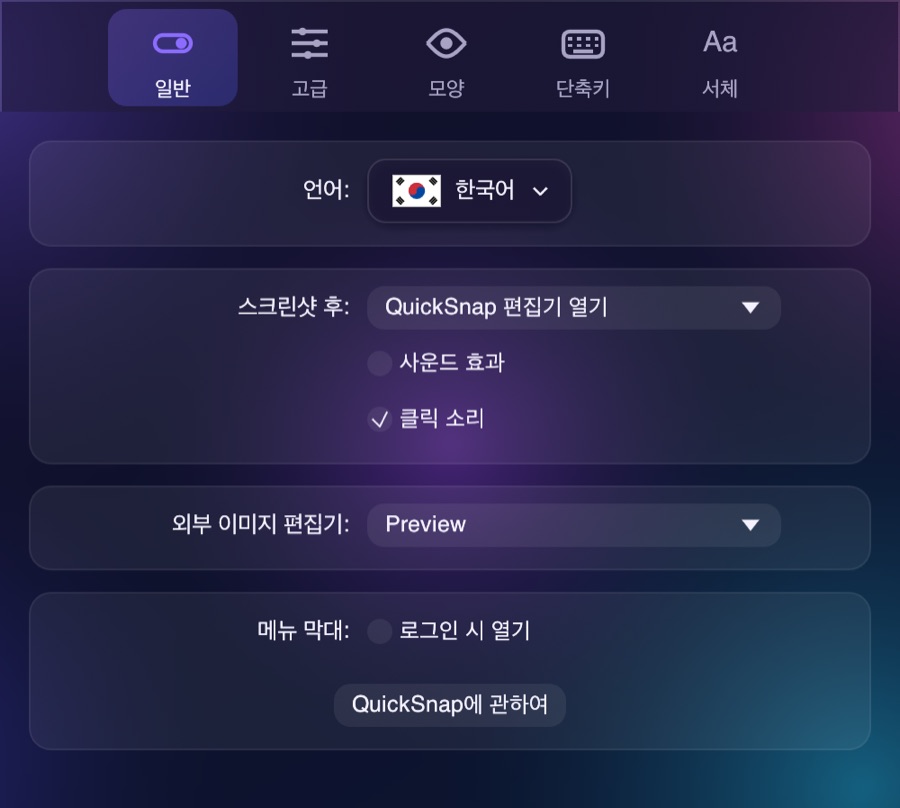 Aa
일반 고급 모양 단축키 서체
언어: 한국어
스크린샷 후: QuickSnap 편집기 열기
사운드 효과
클릭 소리
외부 이미지 편집기: Preview
메뉴 막대: 로그인 시 열기
QuickSnap에 관하여